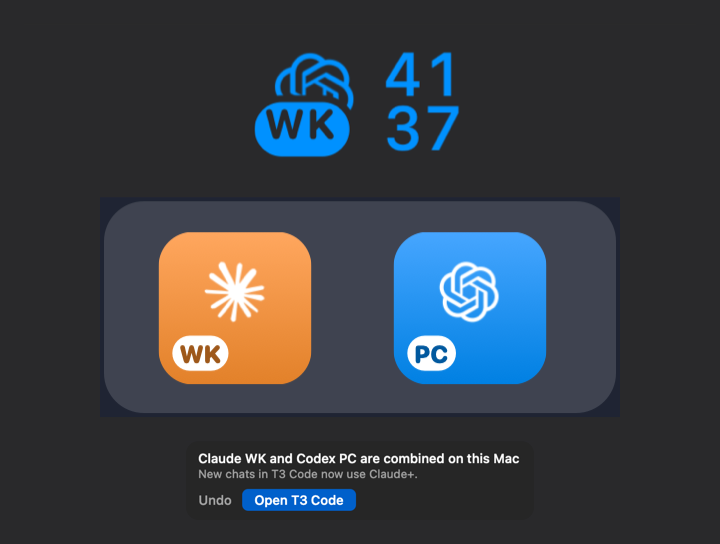 WK
41
37
WK
PC
Claude WK and Codex PC are combined on this Mac
New chats in T3 Code now use Claude+.
Undo
Open T3 Code